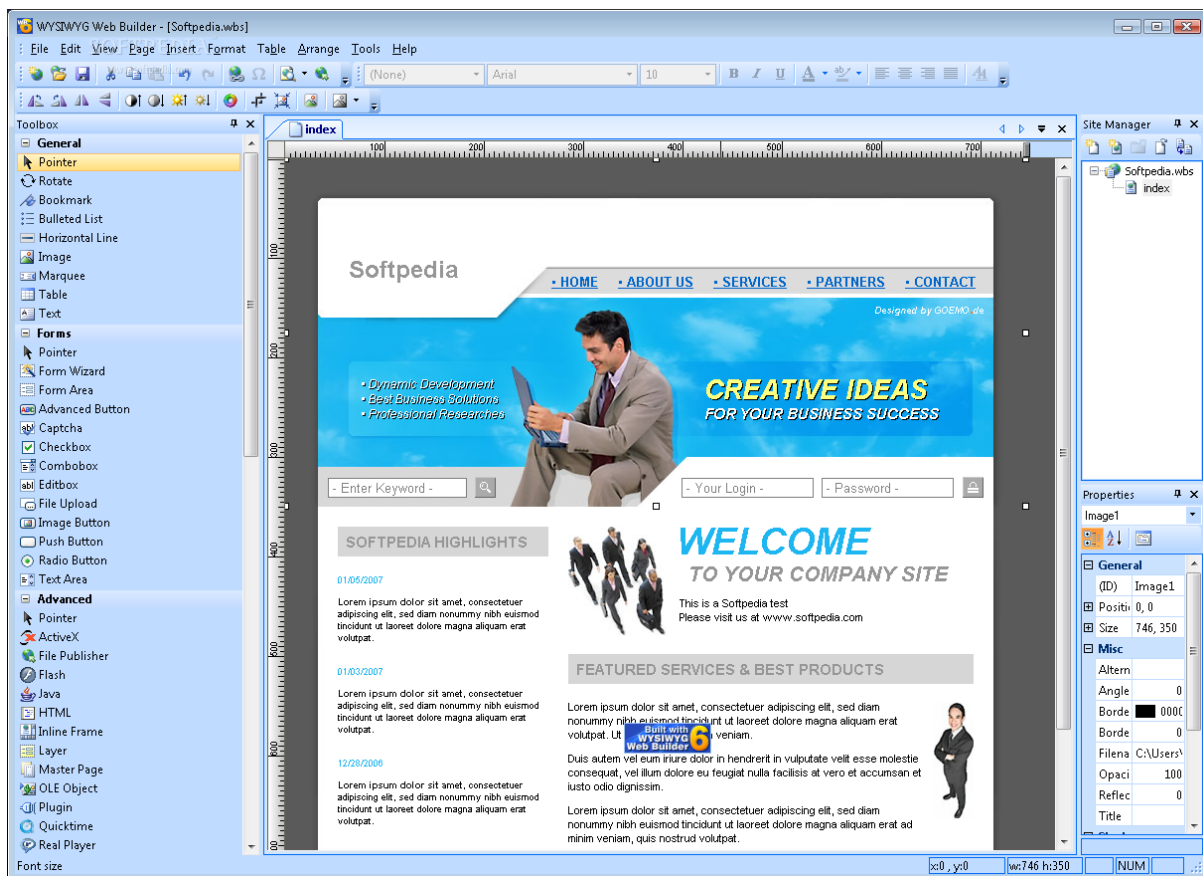 WYSIWYG Web Builder - [Softpedia.wbs]
File Edit View Page Insert Format Table Arrange Tools Help
(None) Arial 10 B I U A
Toolbox
General
Pointer
Rotate
Bookmark
Bulleted List
Horizontal Line
Image
Marquee
Table
Text
Forms
Pointer
Form Wizard
Form Area
Advanced Button
Captcha
Checkbox
Combobox
Editbox
File Upload
Image Button
Push Button
Radio Button
Text Area
Advanced
Pointer
ActiveX
File Publisher
Flash
Java
HTML
Inline Frame
Layer
Master Page
OLE Object
Plugin
Quicktime
Real Player
index
100 200 300 400 500 600 700
100
200
300
400
500
600
700
800
Softpedia
• HOME • ABOUT US • SERVICES • PARTNERS • CONTACT
Designed by GOEMO.de
• Dynamic Development
• Best Business Solutions
• Professional Researches
CREATIVE IDEAS
FOR YOUR BUSINESS SUCCESS
- Enter Keyword - - Your Login - - Password -
SOFTPEDIA HIGHLIGHTS
01/05/2007
Lorem ipsum dolor sit amet, consectetuer
adipiscing elit, sed diam nonummy nibh euismod
tincidunt ut laoreet dolore magna aliquam erat
volutpat.
01/03/2007
Lorem ipsum dolor sit amet, consectetuer
adipiscing elit, sed diam nonummy nibh euismod
tincidunt ut laoreet dolore magna aliquam erat
volutpat.
12/28/2006
Lorem ipsum dolor sit amet, consectetuer
adipiscing elit, sed diam nonummy nibh euismod
tincidunt ut laoreet dolore magna aliquam erat
volutpat.
WELCOME
TO YOUR COMPANY SITE
This is a Softpedia test
Please visit us at www.softpedia.com
FEATURED SERVICES & BEST PRODUCTS
Lorem ipsum dolor sit amet, consectetuer adipiscing elit, sed diam
nonummy nibh euismod tincidunt ut laoreet dolore magna aliquam erat
volutpat. Ut veniam.
Built with
WYSIWYG 6
Web Builder
Duis autem vel eum iriure dolor in hendrerit in vulputate velit esse molestie
consequat, vel illum dolore eu feugiat nulla facilisis at vero et accumsan et
iusto odio dignissim.
Lorem ipsum dolor sit amet, consectetuer adipiscing elit, sed diam
nonummy nibh euismod tincidunt ut laoreet dolore magna aliquam erat ad
minim veniam, quis nostrud volutpat.
Site Manager
Softpedia.wbs
index
Properties
Image1
General
(ID) Image1
Positi 0, 0
Size 746, 350
Misc
Altern
Angle 0
Borde 000
Borde 0
Filena C:\Users\
Opaci 100
Reflec 0
Title
Font size x:0 , y:0 w:746 h:350 NUM